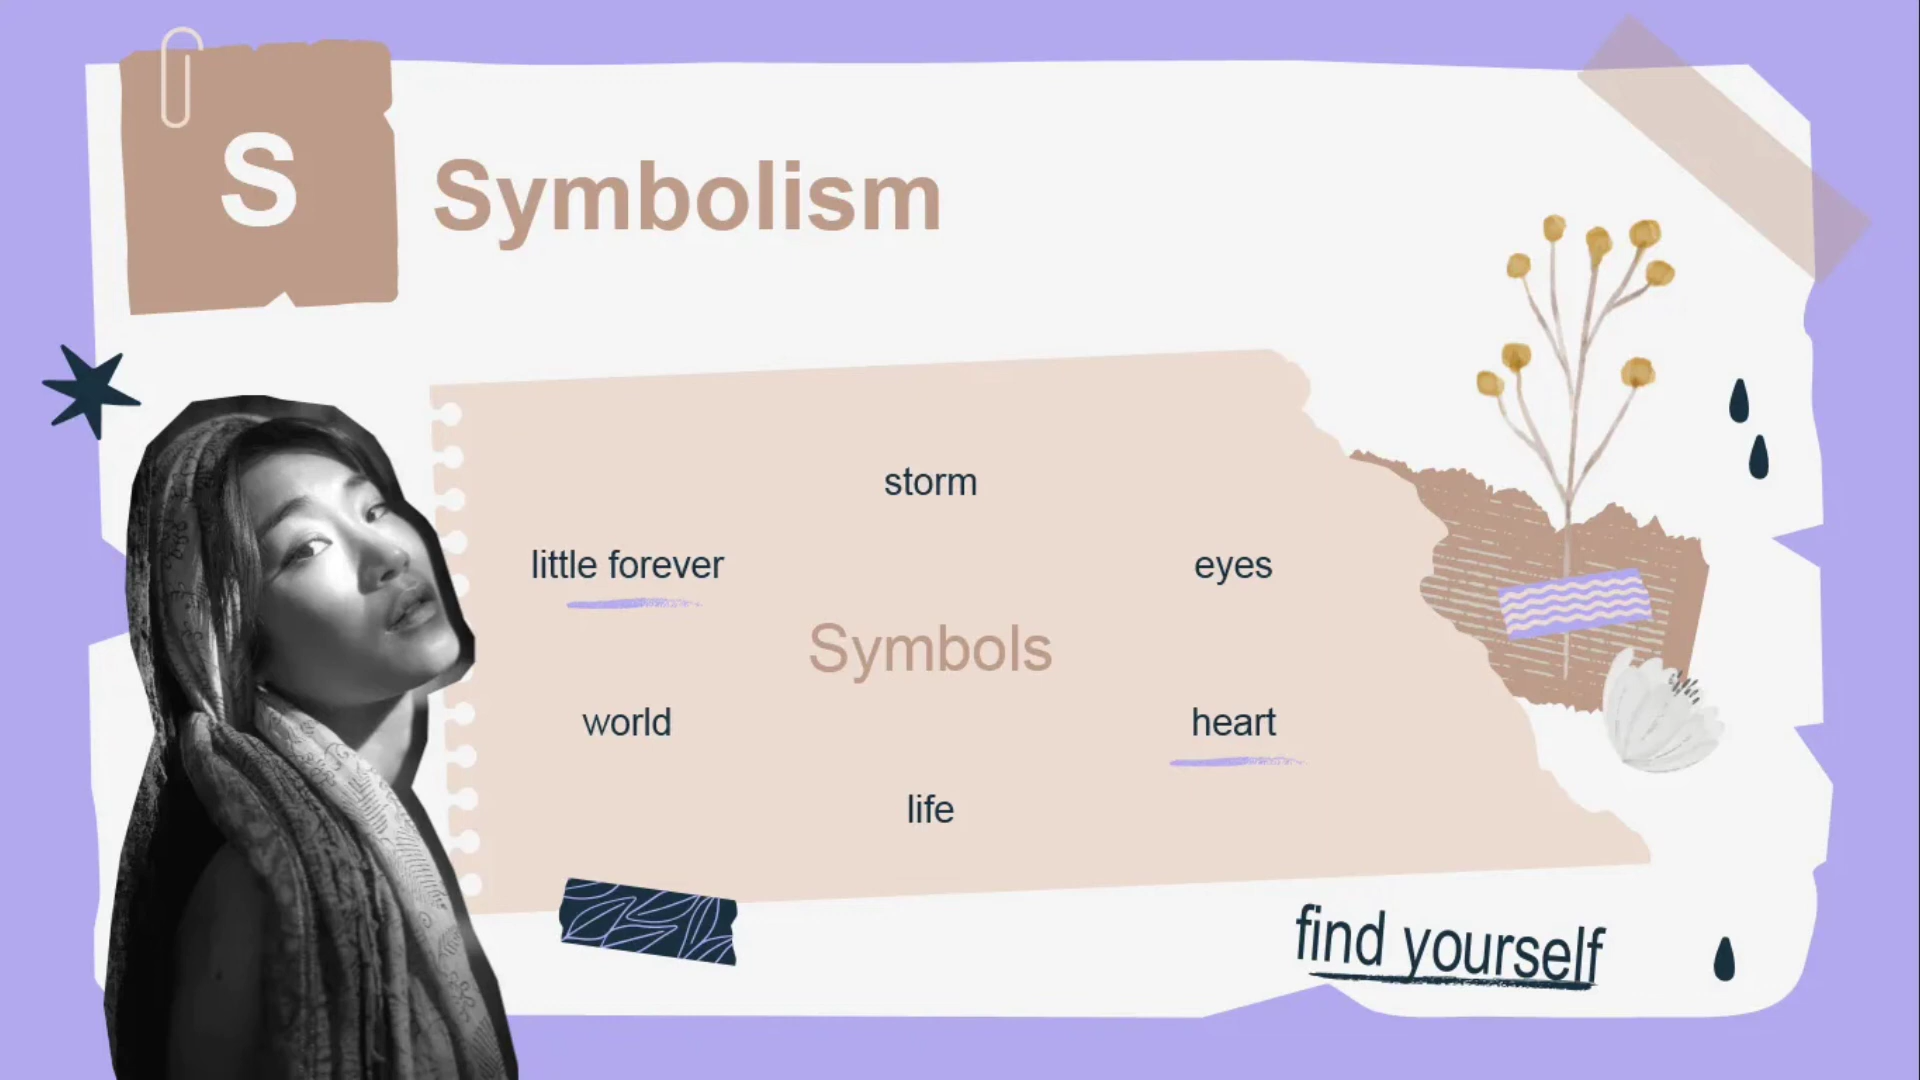 S
Symbolism
storm
little forever
eyes
Symbols
world
heart
life
find yourself